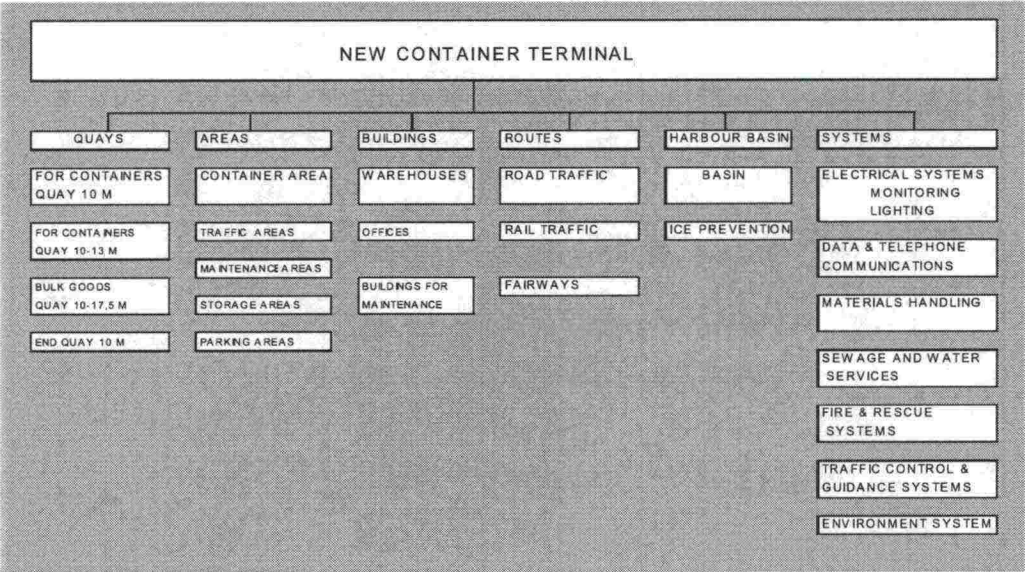 NEW CONTAINER TERMINAL
QUAYS
FOR CONTAINERS
QUAY 10 M
FOR CONTAINERS
QUAY 10-13 M
BULK GOODS
QUAY 10-17,5 M
END QUAY 10 M
AREAS
CONTAINER AREA
TRAFFIC AREAS
MAINTENANCE AREAS
STORAGE AREAS
PARKING AREAS
BUILDINGS
WAREHOUSES
OFFICES
BUILDINGS FOR
MAINTENANCE
ROUTES
ROAD TRAFFIC
RAIL TRAFFIC
FAIRWAYS
HARBOUR BASIN
BASIN
ICE PREVENTION
SYSTEMS
ELECTRICAL SYSTEMS
MONITORING
LIGHTING
DATA & TELEPHONE
COMMUNICATIONS
MATERIALS HANDLING
SEWAGE AND WATER
SERVICES
FIRE & RESCUE
SYSTEMS
TRAFFIC CONTROL &
GUIDANCE SYSTEMS
ENVIRONMENT SYSTEM